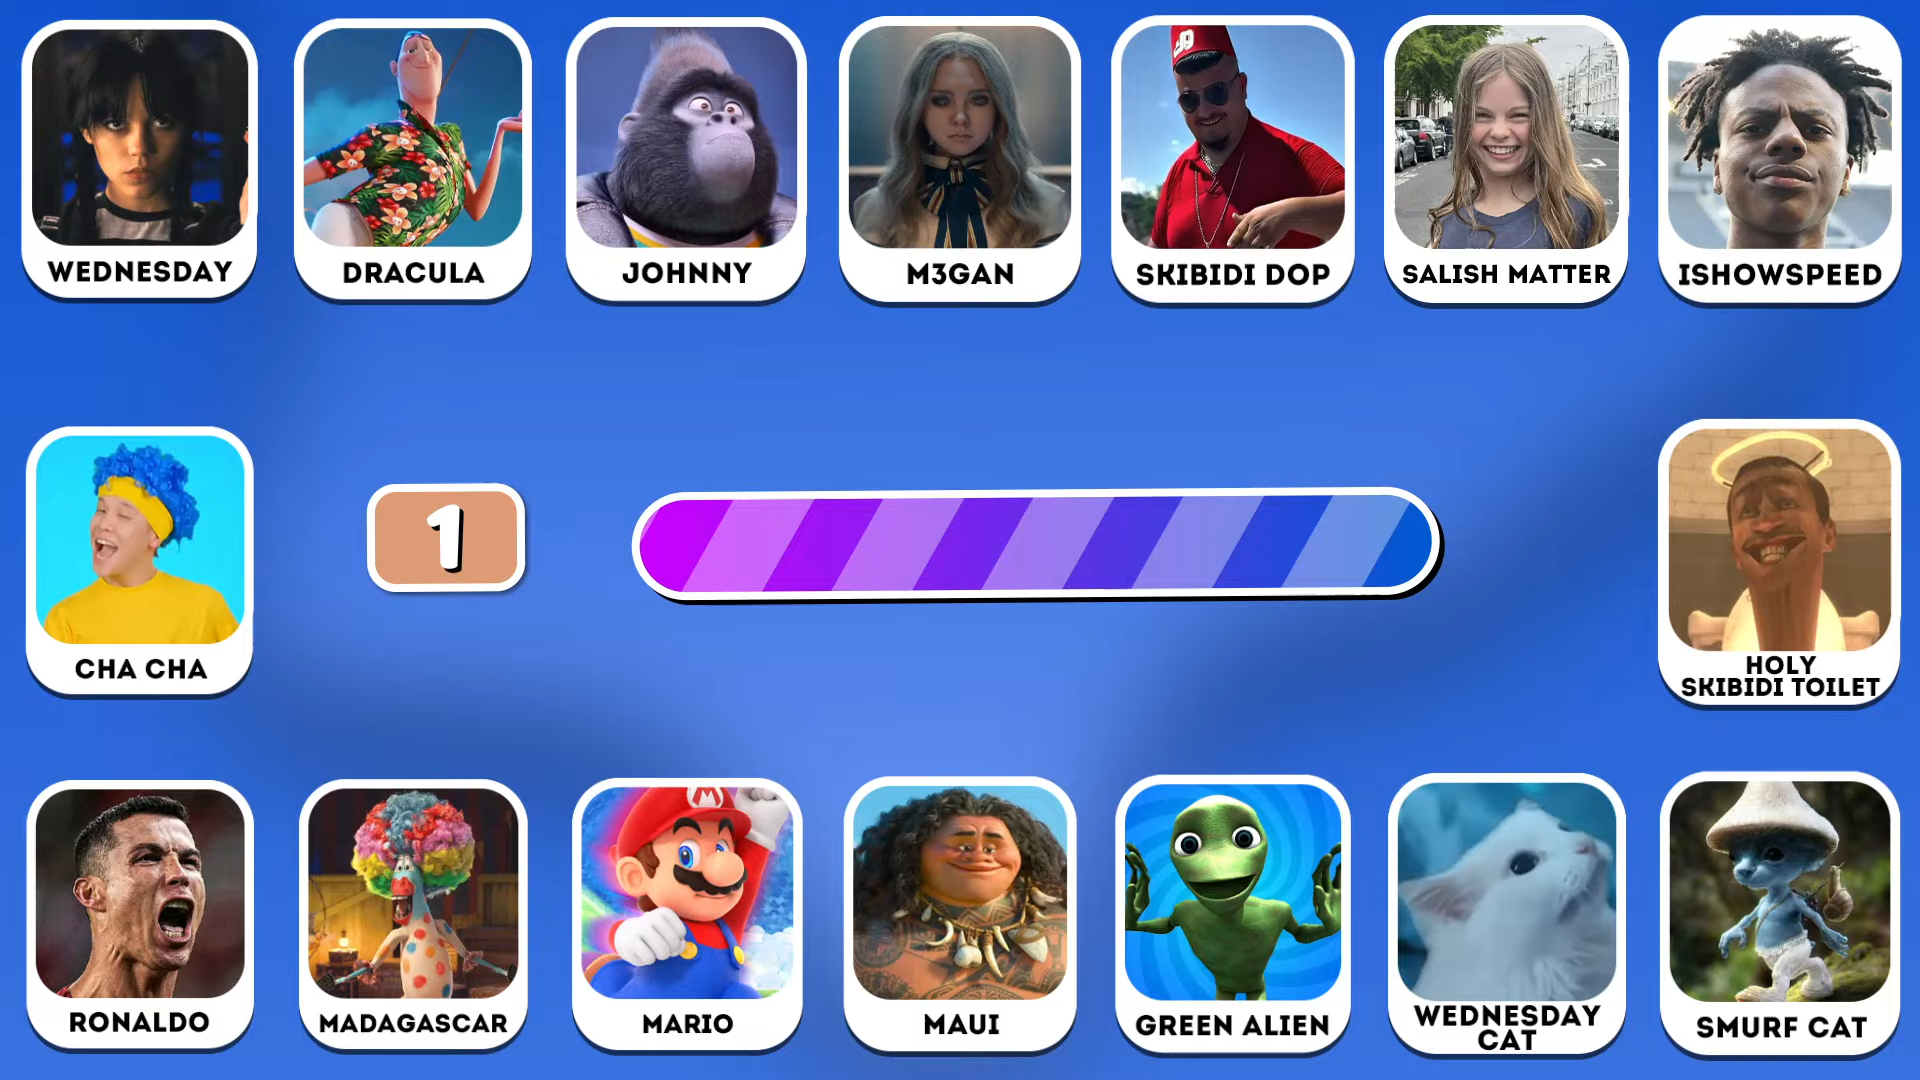 WEDNESDAY
DRACULA
JOHNNY
M3GAN
SKIBIDI DOP
SALISH MATTER
ISHOWSPEED
CHA CHA
1
HOLY
SKIBIDI TOILET
RONALDO
MADAGASCAR
M
MARIO
MAUI
GREEN ALIEN
WEDNESDAY
CAT
SMURF CAT